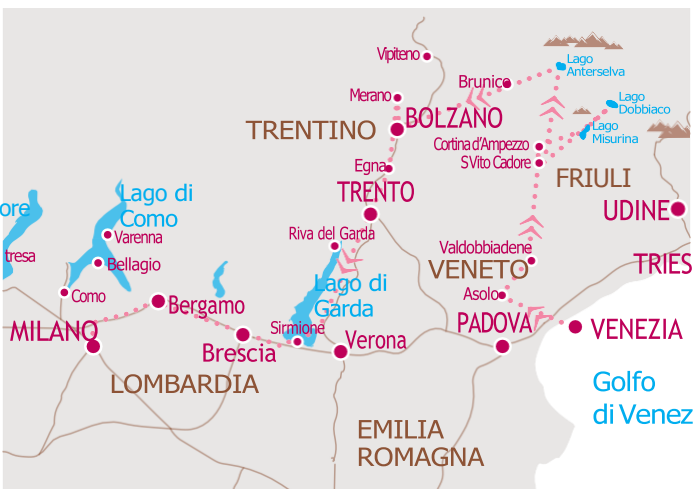 Vipiteno
Lago
Anterselva
Brunico
Merano
Lago
Dobbiaco
BOLZANO
TRENTINO
Lago
Misurina
Cortina d'Ampezzo
S Vito Cadore
Egna
FRIULI
TRENTO
Lago di
Como
ore
UDINE
Riva del Garda
Varenna
Valdobbiadene
tresa
Bellagio
VENETO
TRIES
Lago di
Garda
Como
Asolo
Bergamo
MILANO
Sirmione
PADOVA
VENEZIA
Verona
Brescia
LOMBARDIA
Golfo
di Venez
EMILIA
ROMAGNA